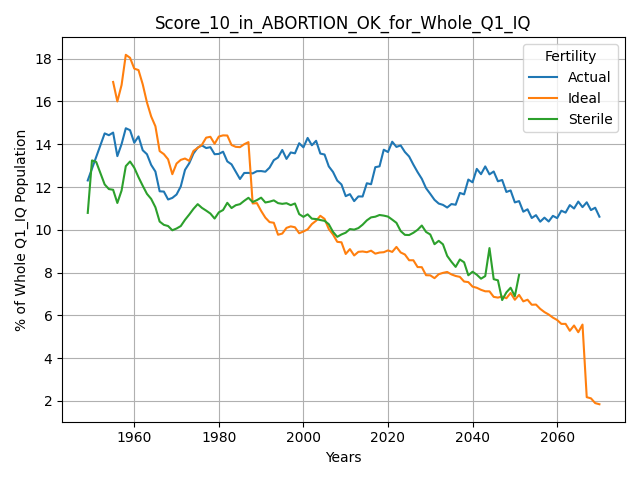 Score_10_in_ABORTION_OK_for_Whole_Q1_IQ
Fertility
Actual
Ideal
Sterile
% of Whole Q1_IQ Population
18
16
14
12
10
8
6
4
2
1960 1980 2000 2020 2040 2060
Years